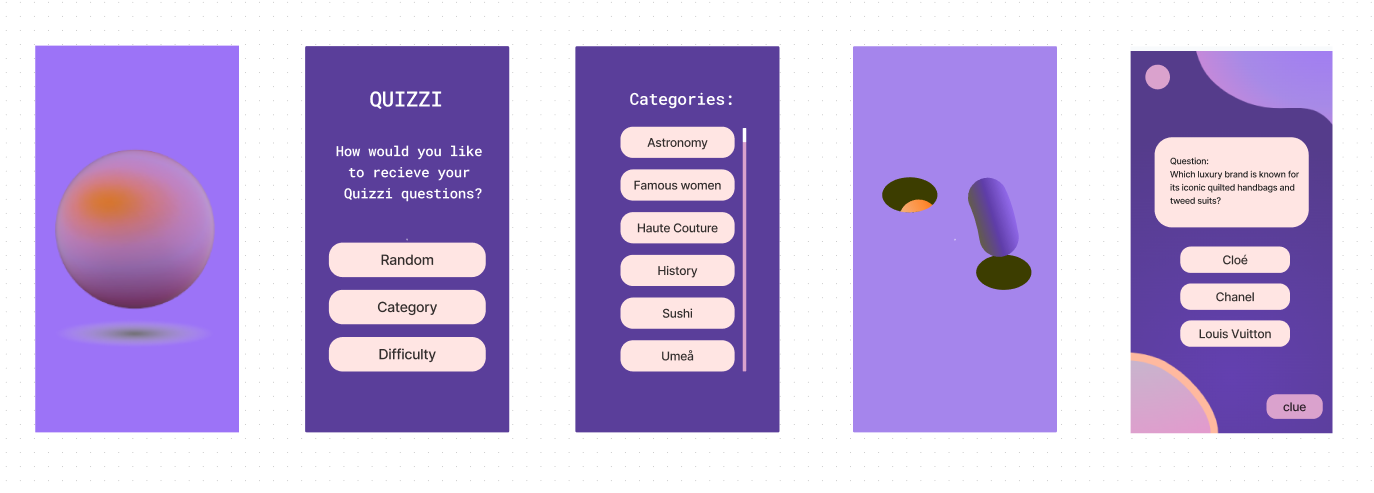 QUIZZI
How would you like
to recieve your
Quizzi questions?
Random
Category
Difficulty
Categories:
Astronomy
Famous women
Haute Couture
History
Sushi
Umeå
Question:
Which luxury brand is known for
its iconic quilted handbags and
tweed suits?
Cloé
Chanel
Louis Vuitton
clue